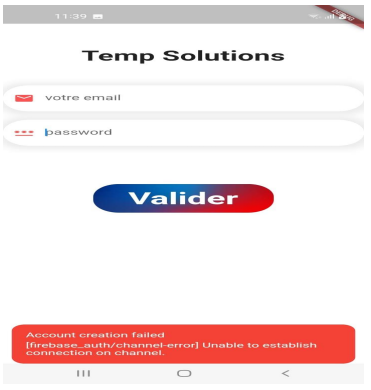 11:39
DEBUG
Temp Solutions
votre email
password
Valider
Account creation failed
[firebase_auth/channel-error] Unable to establish
connection on channel.